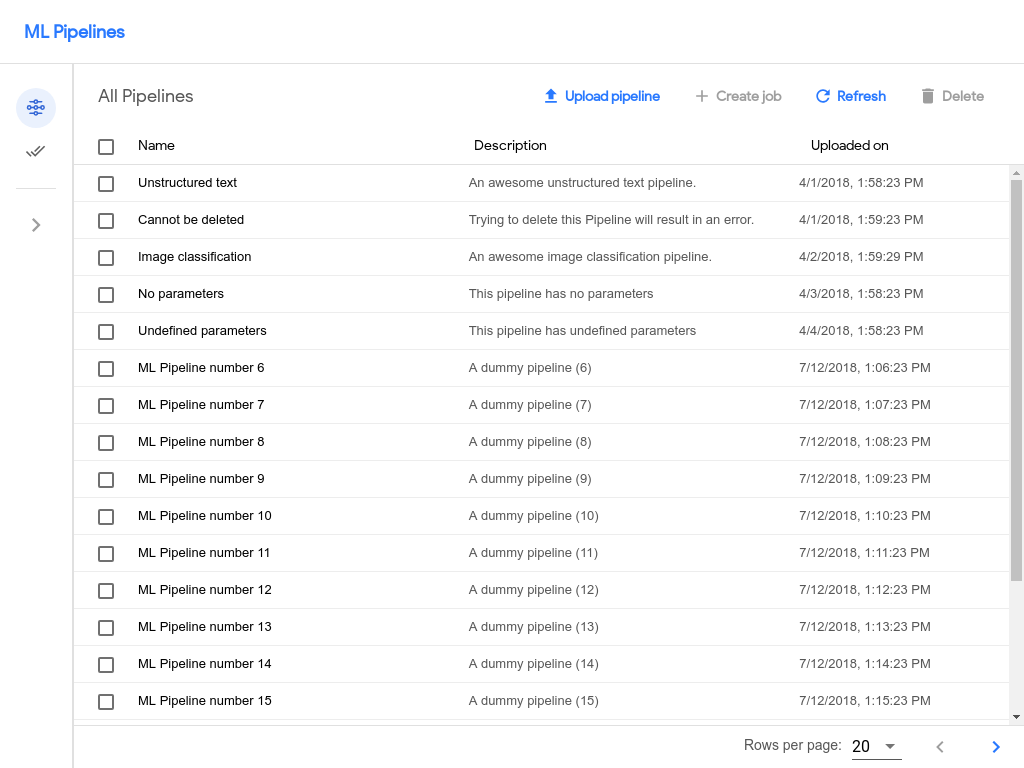 ML Pipelines
All Pipelines Upload pipeline Create job Refresh Delete
Name Description Uploaded on
Unstructured text An awesome unstructured text pipeline. 4/1/2018, 1:58:23 PM
Cannot be deleted Trying to delete this Pipeline will result in an error. 4/1/2018, 1:59:23 PM
Image classification An awesome image classification pipeline. 4/2/2018, 1:59:29 PM
No parameters This pipeline has no parameters 4/3/2018, 1:58:23 PM
Undefined parameters This pipeline has undefined parameters 4/4/2018, 1:58:23 PM
ML Pipeline number 6 A dummy pipeline (6) 7/12/2018, 1:06:23 PM
ML Pipeline number 7 A dummy pipeline (7) 7/12/2018, 1:07:23 PM
ML Pipeline number 8 A dummy pipeline (8) 7/12/2018, 1:08:23 PM
ML Pipeline number 9 A dummy pipeline (9) 7/12/2018, 1:09:23 PM
ML Pipeline number 10 A dummy pipeline (10) 7/12/2018, 1:10:23 PM
ML Pipeline number 11 A dummy pipeline (11) 7/12/2018, 1:11:23 PM
ML Pipeline number 12 A dummy pipeline (12) 7/12/2018, 1:12:23 PM
ML Pipeline number 13 A dummy pipeline (13) 7/12/2018, 1:13:23 PM
ML Pipeline number 14 A dummy pipeline (14) 7/12/2018, 1:14:23 PM
ML Pipeline number 15 A dummy pipeline (15) 7/12/2018, 1:15:23 PM
Rows per page: 20